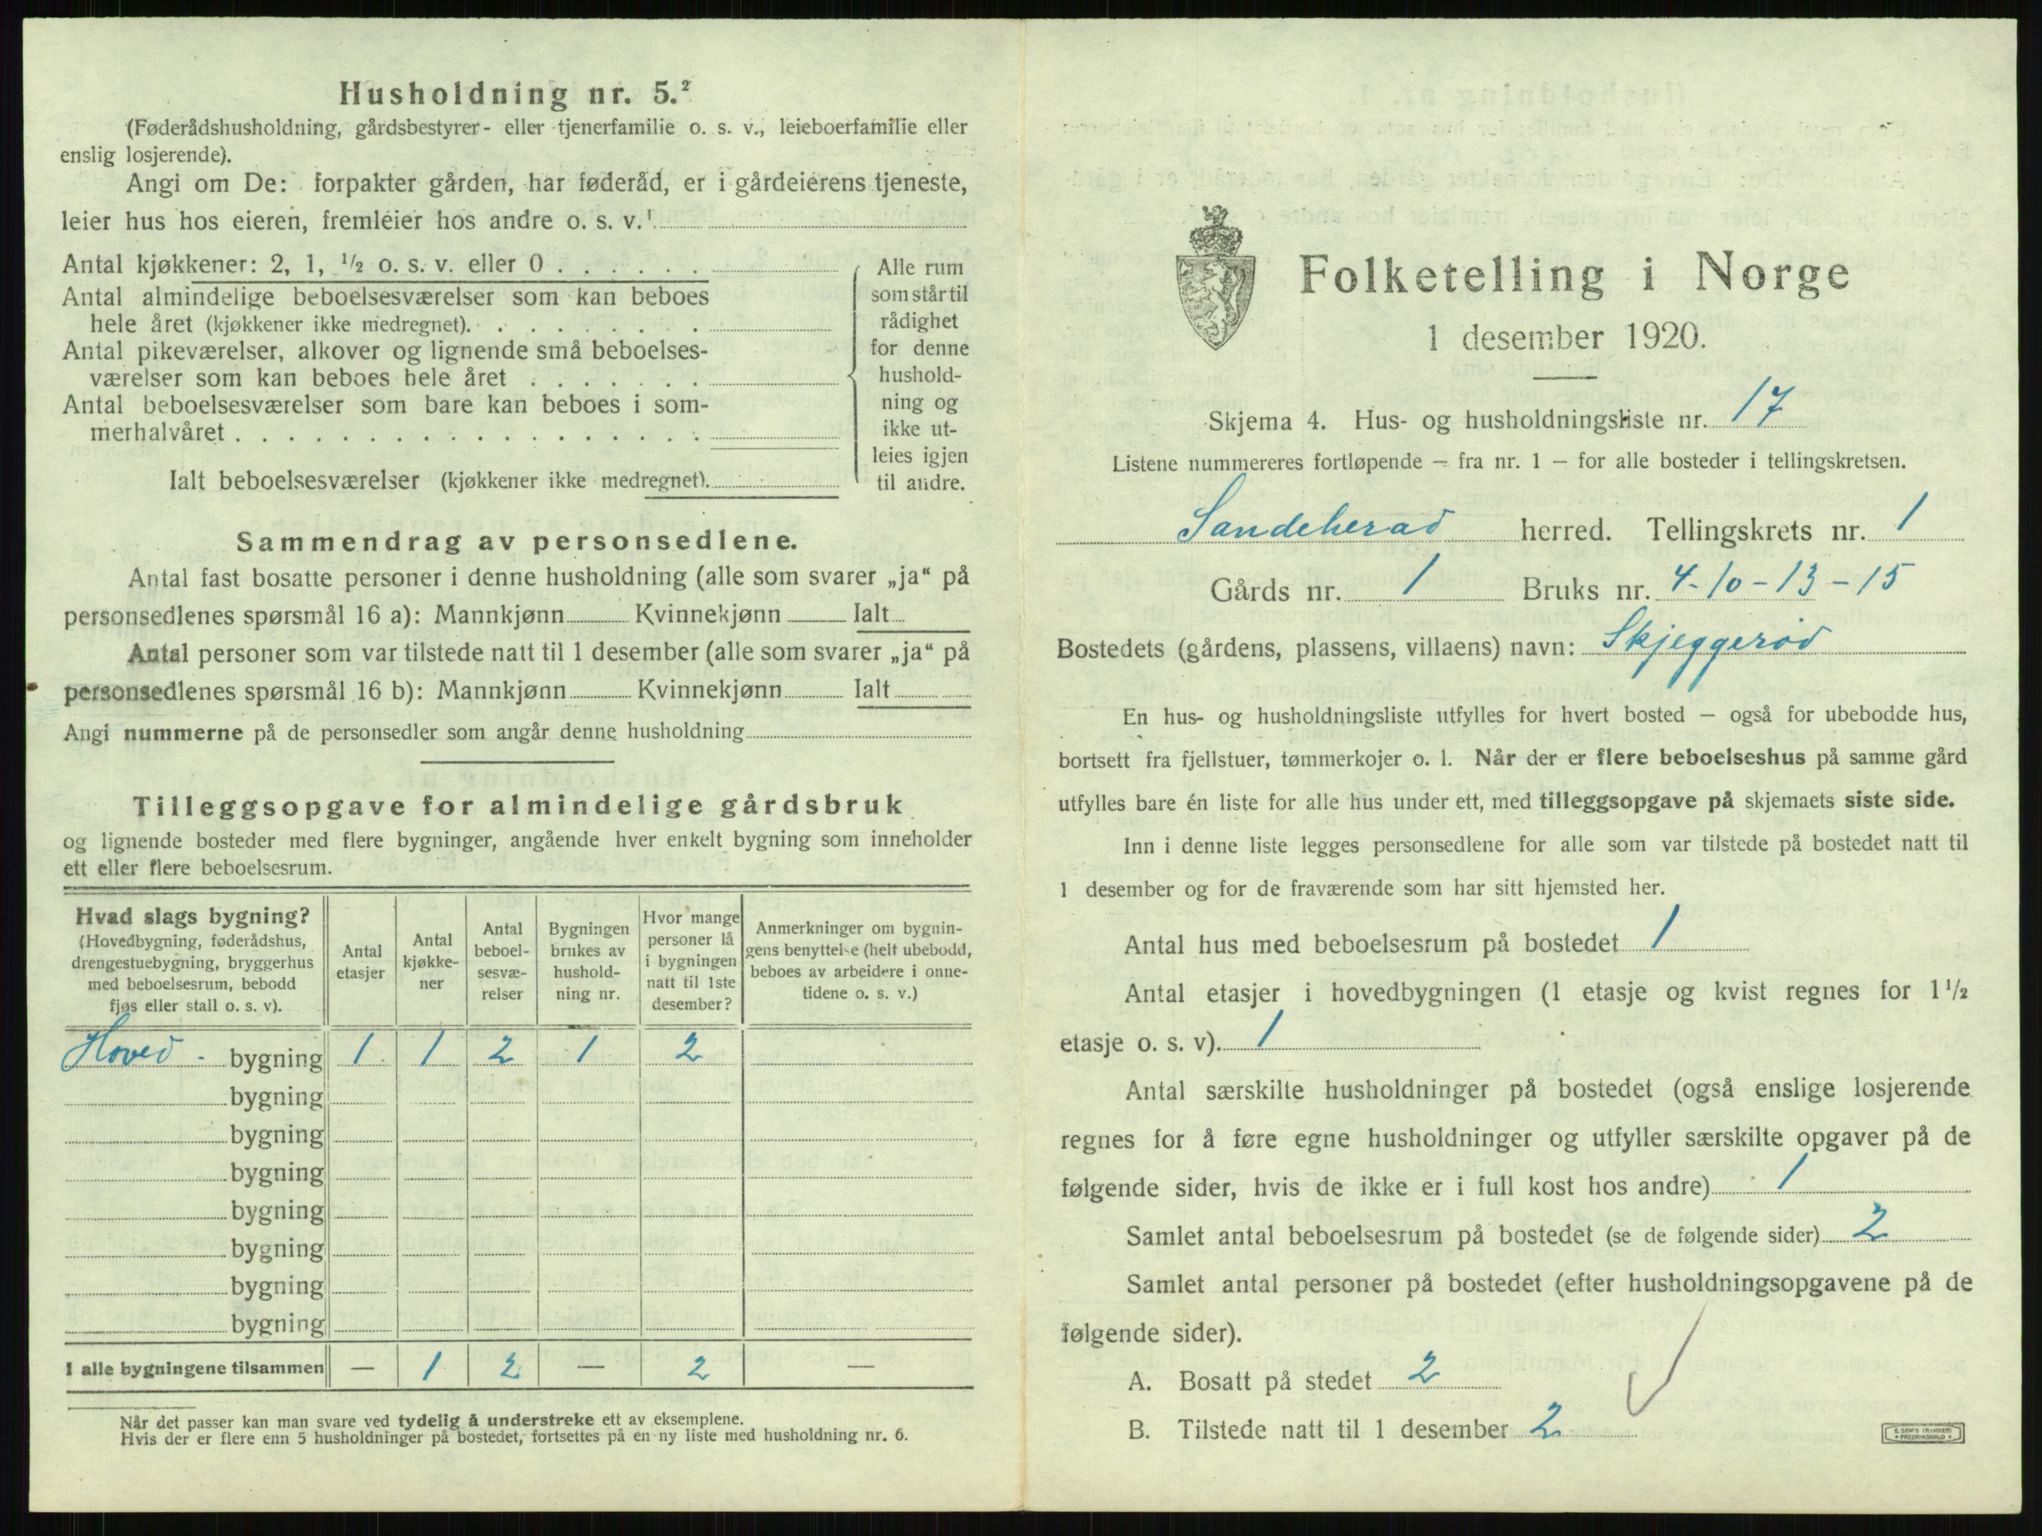 Husholdning nr. 5.²
(Føderådshusholdning, gårdsbestyrer- eller tjenerfamilie o. s. v., leieboerfamilie eller
enslig losjerende).
Angi om De: forpakter gården, har føderåd, er i gårdeierens tjeneste,
leier hus hos eieren, fremleier hos andre o. s. v.¹
Antal kjøkkener: 2, 1, ½ o. s. v. eller 0 . . . . . .
Antal almindelige beboelsesværelser som kan beboes
hele året (kjøkkener ikke medregnet). . . . . . . . .
Antal pikeværelser, alkover og lignende små beboelses-
værelser som kan beboes hele året . . . . . . .
Antal beboelsesværelser som bare kan beboes i som-
merhalvåret . . . . . . . . . . . . . . . . . .
Ialt beboelsesværelser (kjøkkener ikke medregnet).
Alle rum
som står til
rådighet
for denne
hushold-
ning og
ikke ut-
leies igjen
til andre.
Sammendrag av personsedlene.
Antal fast bosatte personer i denne husholdning (alle som svarer „ja“ på
personsedlenes spørsmål 16 a): Mannkjønn Kvinnekjønn Ialt
Antal personer som var tilstede natt til 1 desember (alle som svarer „ja“ på
personsedlenes spørsmål 16 b): Mannkjønn Kvinnekjønn Ialt
Angi nummerne på de personsedler som angår denne husholdning
Tilleggsopgave for almindelige gårdsbruk
og lignende bosteder med flere bygninger, angående hver enkelt bygning som inneholder
ett eller flere beboelsesrum.
Hvad slags bygning?
(Hovedbygning, føderådshus,
drengestuebygning, bryggerhus
med beboelsesrum, bebodd
fjøs eller stall o. s. v).
Antal
etasjer
Antal
kjøkke-
ner
Antal
beboel-
sesvæ-
relser
Bygningen
brukes av
hushold-
ning nr.
Hvor mange
personer lå
i bygningen
natt til 1ste
desember?
Anmerkninger om bygnin-
gens benyttelse (helt ubebodd,
beboes av arbeidere i onne-
tidene o. s. v.)
Hoved - bygning 1 1 2 1 2
bygning
bygning
bygning
bygning
bygning
bygning
bygning
I alle bygningene tilsammen — 1 2 — 2 —
Når det passer kan man svare ved tydelig å understreke ett av eksemplene.
Hvis der er flere enn 5 husholdninger på bostedet, fortsettes på en ny liste med husholdning nr. 6.
Folketelling i Norge
1 desember 1920.
Skjema 4. Hus- og husholdningsliste nr. 17
Listene nummereres fortløpende – fra nr. 1 – for alle bosteder i tellingskretsen.
Sandeherad herred. Tellingskrets nr. 1
Gårds nr. 1 Bruks nr. 4-10-13-15
Bostedets (gårdens, plassens, villaens) navn: Skjeggerød
En hus- og husholdningsliste utfylles for hvert bosted – også for ubebodde hus,
bortsett fra fjellstuer, tømmerkojer o. l. Når der er flere beboelseshus på samme gård
utfylles bare én liste for alle hus under ett, med tilleggsopgave på skjemaets siste side.
Inn i denne liste legges personsedlene for alle som var tilstede på bostedet natt til
1 desember og for de fraværende som har sitt hjemsted her.
Antal hus med beboelsesrum på bostedet 1
Antal etasjer i hovedbygningen (1 etasje og kvist regnes for 1½
etasje o. s. v). 1
Antal særskilte husholdninger på bostedet (også enslige losjerende
regnes for å føre egne husholdninger og utfyller særskilte opgaver på de
følgende sider, hvis de ikke er i full kost hos andre) 1
Samlet antal beboelsesrum på bostedet (se de følgende sider) 2
Samlet antal personer på bostedet (efter husholdningsopgavene på de
følgende sider).
A. Bosatt på stedet 2
B. Tilstede natt til 1 desember 2